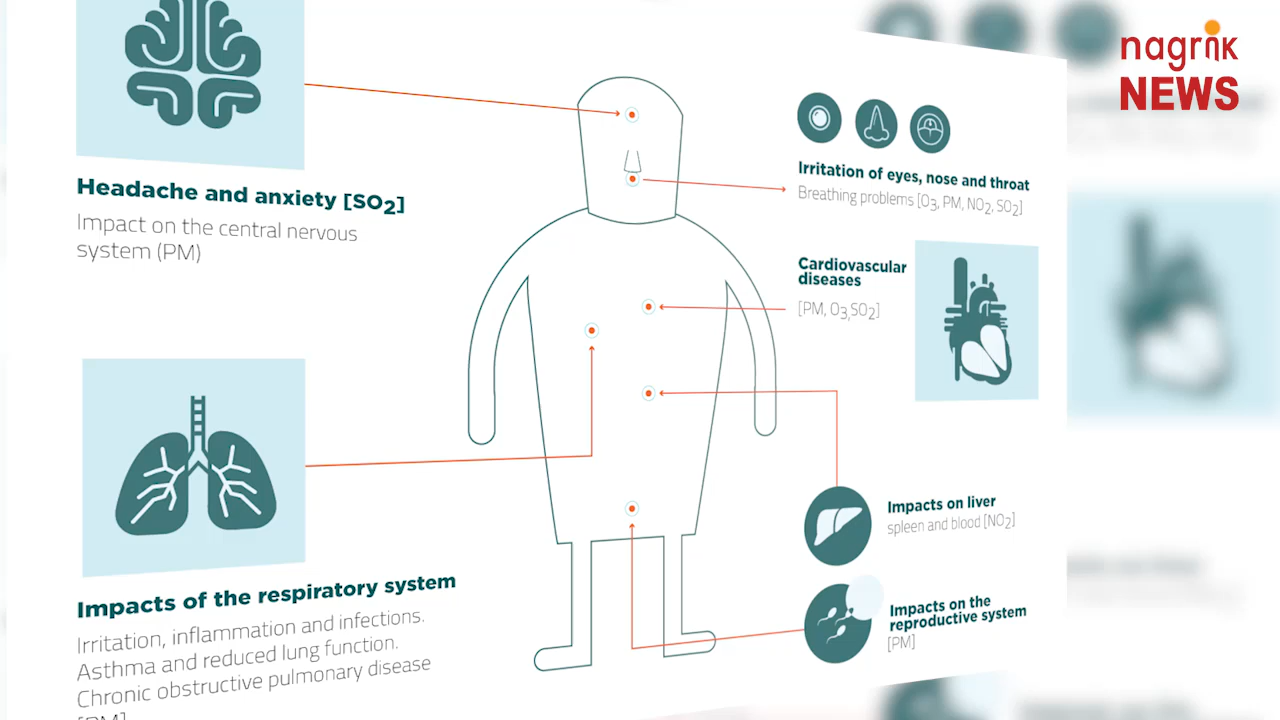 nagrik
NEWS
Headache and anxiety [SO2]
Impact on the central nervous
system (PM)
Irritation of eyes, nose and throat
Breathing problems [O3, PM, NO2, SO2]
Cardiovascular
diseases
[PM, O3,SO2]
Impacts on liver
spleen and blood [NO2]
Impacts on the
reproductive system
[PM]
Impacts of the respiratory system
Irritation, inflammation and infections.
Asthma and reduced lung function.
Chronic obstructive pulmonary disease
[PM]